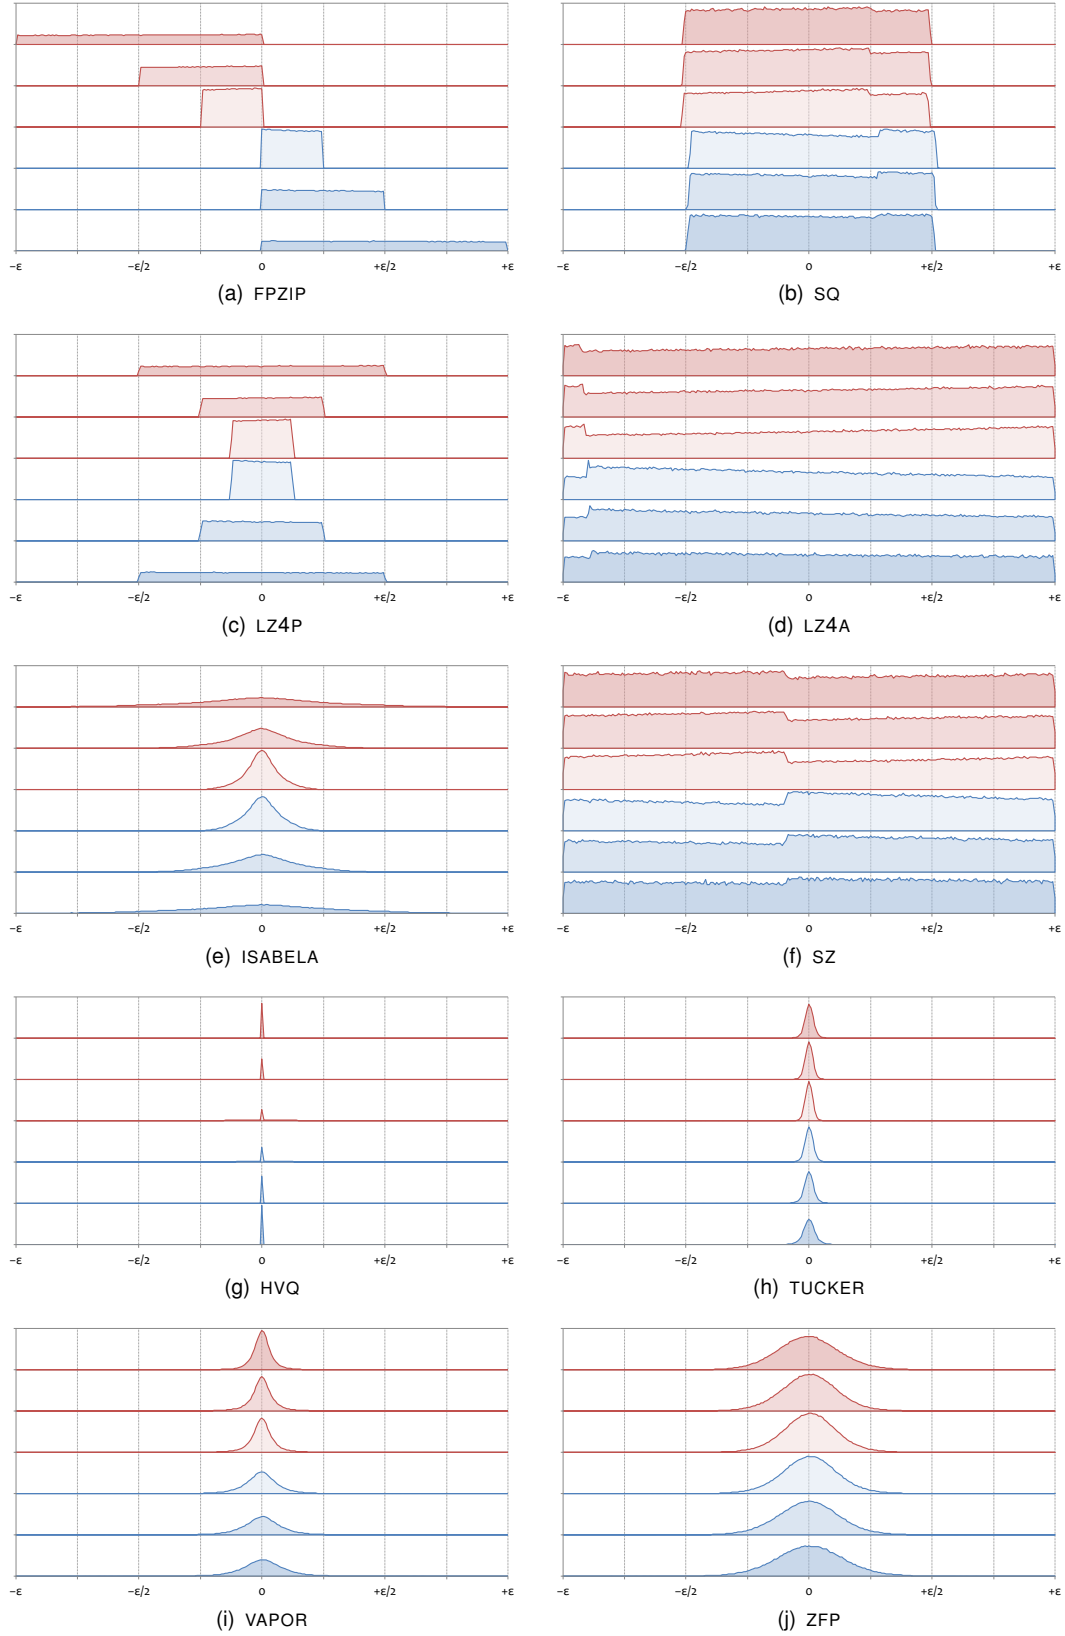 −ε −ε/2 0 +ε/2 +ε
−ε −ε/2 0 +ε/2 +ε
(a) FPZIP
(b) SQ
−ε −ε/2 0 +ε/2 +ε
−ε −ε/2 0 +ε/2 +ε
(c) LZ4P
(d) LZ4A
−ε −ε/2 0 +ε/2 +ε
−ε −ε/2 0 +ε/2 +ε
(e) ISABELA
(f) SZ
−ε −ε/2 0 +ε/2 +ε
−ε −ε/2 0 +ε/2 +ε
(g) HVQ
(h) TUCKER
−ε −ε/2 0 +ε/2 +ε
−ε −ε/2 0 +ε/2 +ε
(i) VAPOR
(j) ZFP